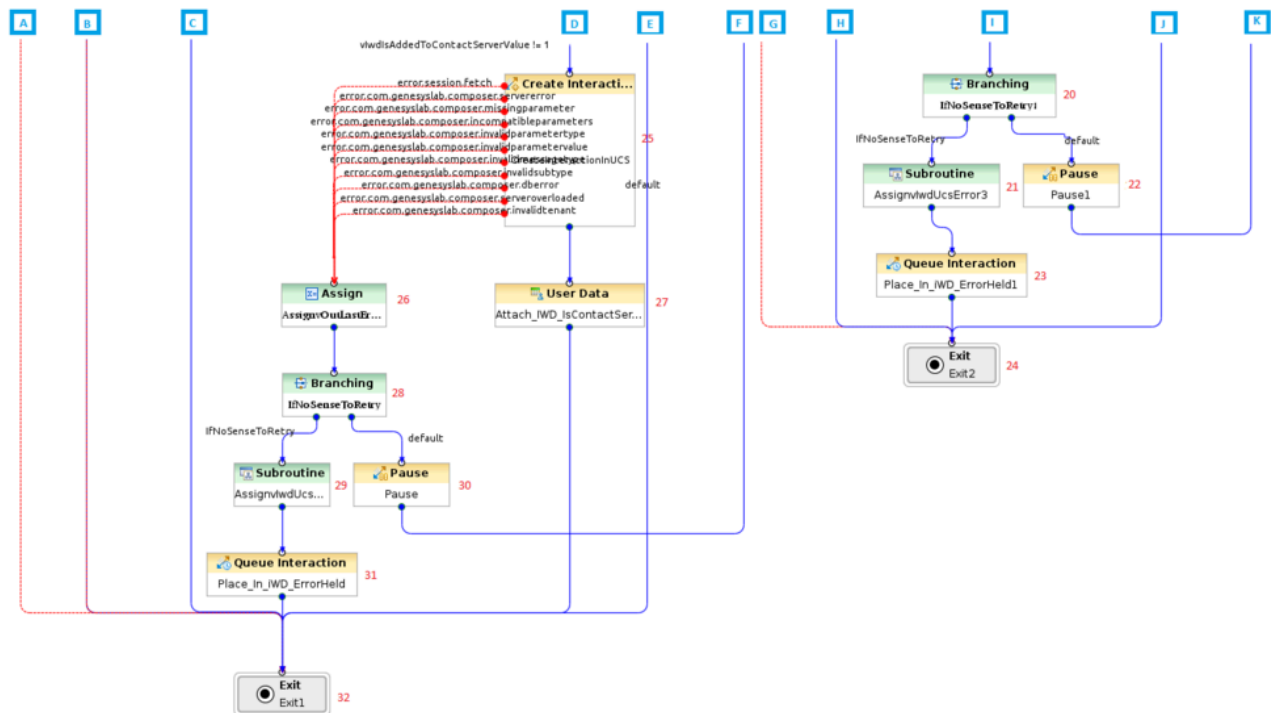 A
B
C
D
E
F
G
H
I
J
K
vIwdIsAddedToContactServerValue != 1
Create Interacti...
error.session.fetch
error.com.genesyslab.composer.servererror
error.com.genesyslab.composer.missingparameter
error.com.genesyslab.composer.incompatibleparameters
error.com.genesyslab.composer.invalidparametertype
error.com.genesyslab.composer.invalidparametervalue
CreateInteractionInUCS
error.com.genesyslab.composer.invalidsubtype
error.com.genesyslab.composer.dberror
error.com.genesyslab.composer.serveroverloaded
error.com.genesyslab.composer.invalidtenant
25
default
Assign
AssignvOutLastEr...
26
User Data
Attach_IWD_IsContactSer...
27
Branching
IfNoSenseToRetry
28
IfNoSenseToRetry
default
Subroutine
AssignvIwdUcs...
29
Pause
Pause
30
Queue Interaction
Place_In_iWD_ErrorHeld
31
Exit
Exit1
32
Branching
IfNoSenseToRetry1
20
IfNoSenseToRetry
default
Subroutine
AssignvIwdUcsError3
21
Pause
Pause1
22
Queue Interaction
Place_In_iWD_ErrorHeld1
23
Exit
Exit2
24